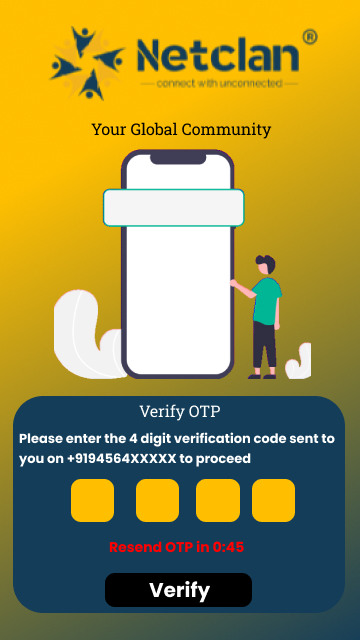 Netclan®
connect with unconnected
Your Global Community
Verify OTP
Please enter the 4 digit verification code sent to
you on +9194564XXXXX to proceed
Resend OTP in 0:45
Verify